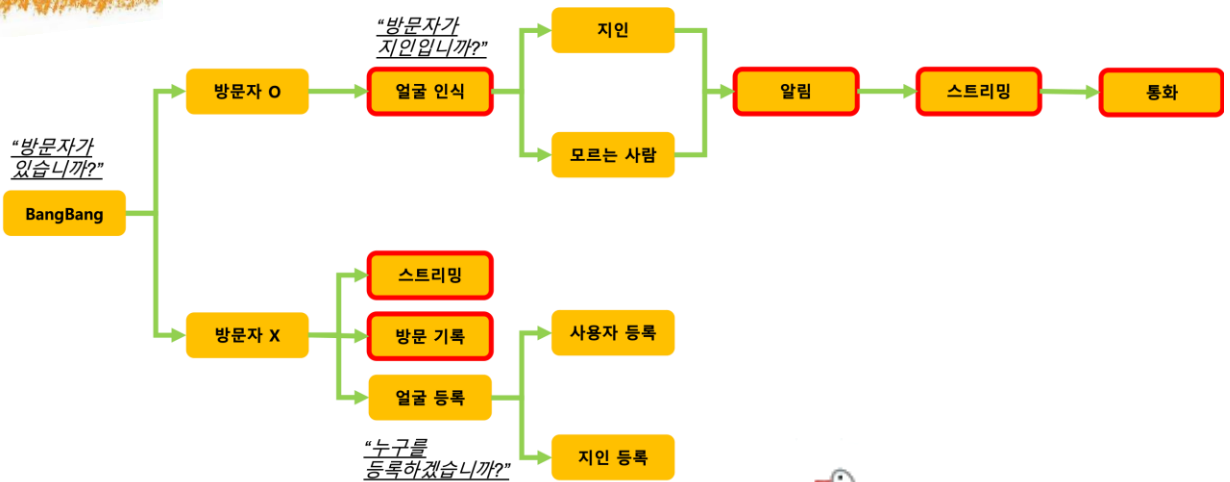 “방문자가
지인입니까?”
지인
방문자 O
얼굴 인식
알림
스트리밍
통화
모르는 사람
“방문자가
있습니까?”
BangBang
스트리밍
방문자 X
방문 기록
사용자 등록
얼굴 등록
“누구를
등록하겠습니까?”
지인 등록